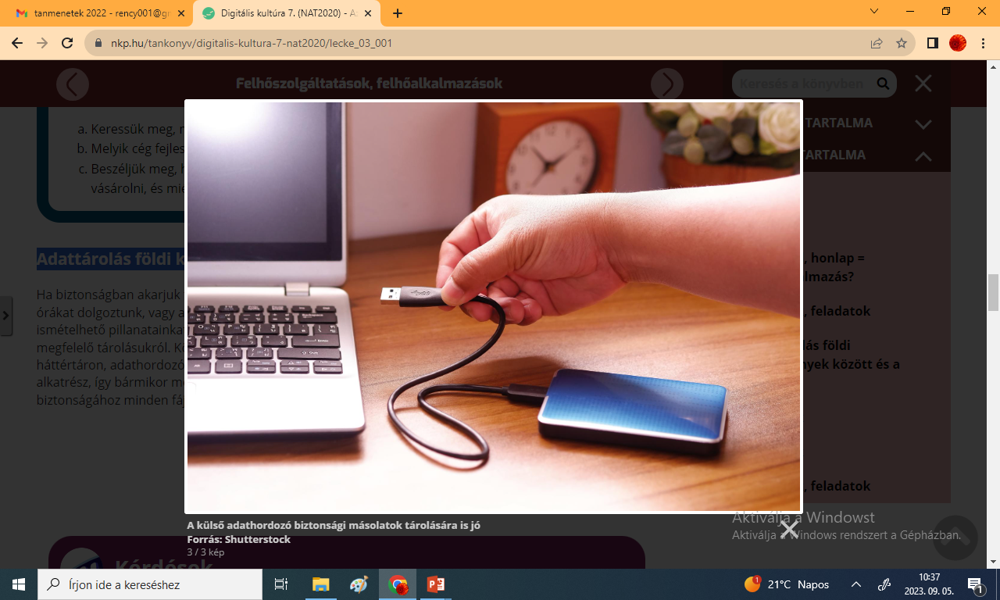 tanmenetek 2022 - rency001@gr
Digitális kultúra 7. (NAT2020) - Az
nkp.hu/tankonyv/digitalis-kultura-7-nat2020/lecke_03_001
Felhőszolgáltatások, felhőalkalmazások
Keresés a könyvben
TARTALMA
TARTALMA
a. Keressük meg,
b. Melyik cég fejles
c. Beszéljük meg,
vásárolni, és
honlap =
lmazás?
, feladatok
Adattárolás földi
ás földi
nyek között és a
Ha biztonságban akarjuk
órákat dolgoztunk, vagy
ismételhető pillanatainka
megfelelő tárolásukról.
háttértáron, adathordozó
alkatrész, így bármikor
biztonságához minden
, feladatok
A külső adathordozó biztonsági másolatok tárolására is jó
Forrás: Shutterstock
3 / 3 kép
Aktiválja a Windowst
Aktiválja a Windows rendszert a Gépházban.
Kérdések
Írjon ide a kereséshez
1
21°C Napos
10:37
2023. 09. 05.
1